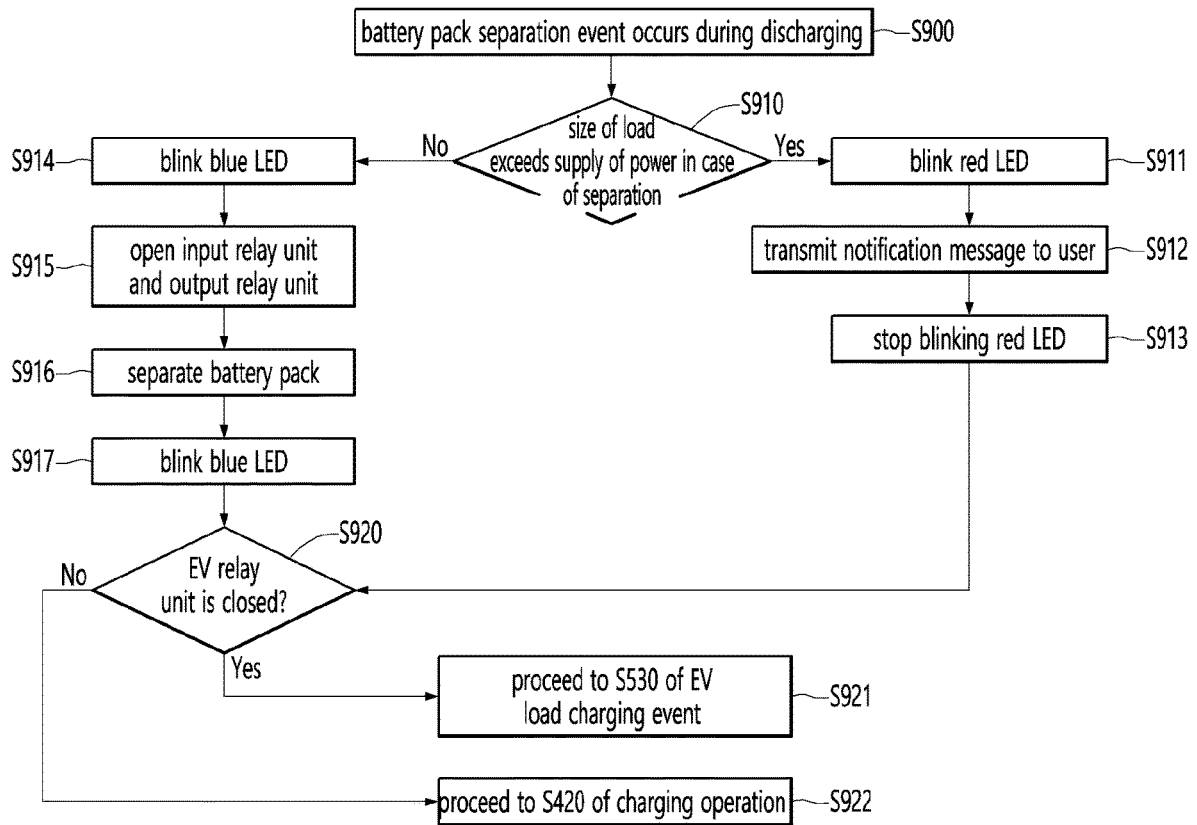 battery pack separation event occurs during discharging
S900
S910
size of load
exceeds supply of power in case
of separation
No
Yes
S914
blink blue LED
blink red LED
S911
S915
open input relay unit
and output relay unit
transmit notification message to user
S912
stop blinking red LED
S913
S916
separate battery pack
S917
blink blue LED
S920
EV relay
unit is closed?
No
Yes
proceed to S530 of EV
load charging event
S921
proceed to S420 of charging operation
S922